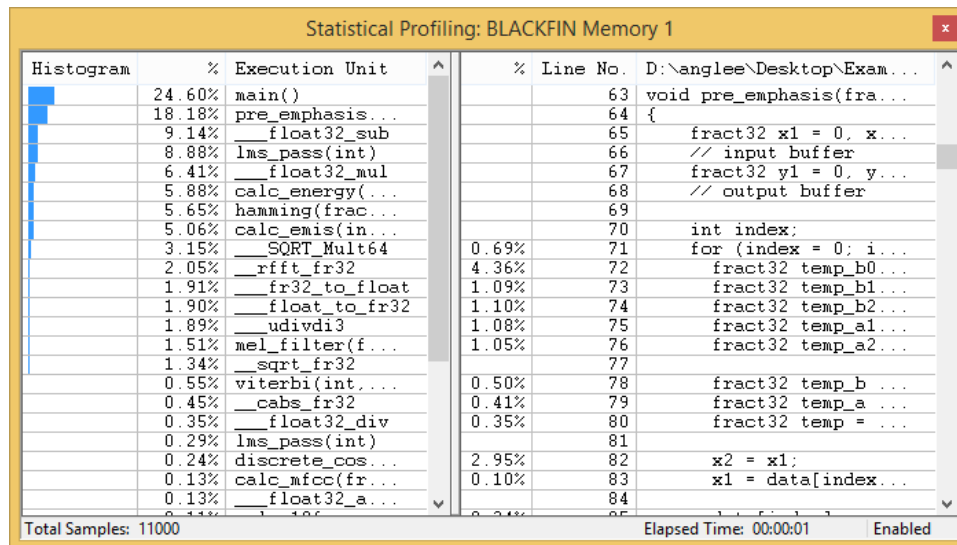 Statistical Profiling: BLACKFIN Memory 1
x
Histogram % Execution Unit
24.60% main()
18.18% pre_emphasis...
9.14% ___float32_sub
8.88% lms_pass(int)
6.41% ___float32_mul
5.88% calc_energy(...
5.65% hamming(frac...
5.06% calc_emis(in...
3.15% ___SQRT_Mult64
2.05% __rfft_fr32
1.91% ___fr32_to_float
1.90% ___float_to_fr32
1.89% ___udivdi3
1.51% mel_filter(f...
1.34% __sqrt_fr32
0.55% viterbi(int,...
0.45% __cabs_fr32
0.35% ___float32_div
0.29% lms_pass(int)
0.24% discrete_cos...
0.13% calc_mfcc(fr...
0.13% ___float32_a...
% Line No. D:\anglee\Desktop\Exam...
63 void pre_emphasis(fra...
64 {
65 fract32 x1 = 0, x...
66 // input buffer
67 fract32 y1 = 0, y...
68 // output buffer
69
70 int index;
0.69% 71 for (index = 0; i...
4.36% 72 fract32 temp_b0...
1.09% 73 fract32 temp_b1...
1.10% 74 fract32 temp_b2...
1.08% 75 fract32 temp_a1...
1.05% 76 fract32 temp_a2...
77
0.50% 78 fract32 temp_b ...
0.41% 79 fract32 temp_a ...
0.35% 80 fract32 temp = ...
81
2.95% 82 x2 = x1;
0.10% 83 x1 = data[index...
84
Total Samples: 11000
Elapsed Time: 00:00:01
Enabled